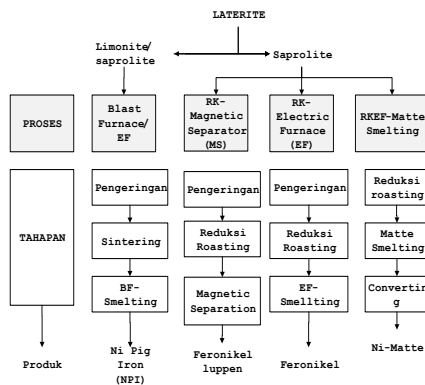 LATERITE
Limonite/
saprolite
Saprolite
PROSES
Blast
Furnace/
EF
RK-
Magnetic
Separator
(MS)
RK-
Electric
Furnace
(EF)
RKEF-Matte
Smelting
TAHAPAN
Pengeringan
Sintering
BF-
Smelting
Pengeringan
Reduksi
Roasting
Magnetic
Separation
Pengeringan
Reduksi
Roasting
EF-
Smellting
Reduksi
roasting
Matte
Smelting
Convertin
g
Produk
Ni Pig
Iron
(NPI)
Feronikel
luppen
Feronikel
Ni-Matte